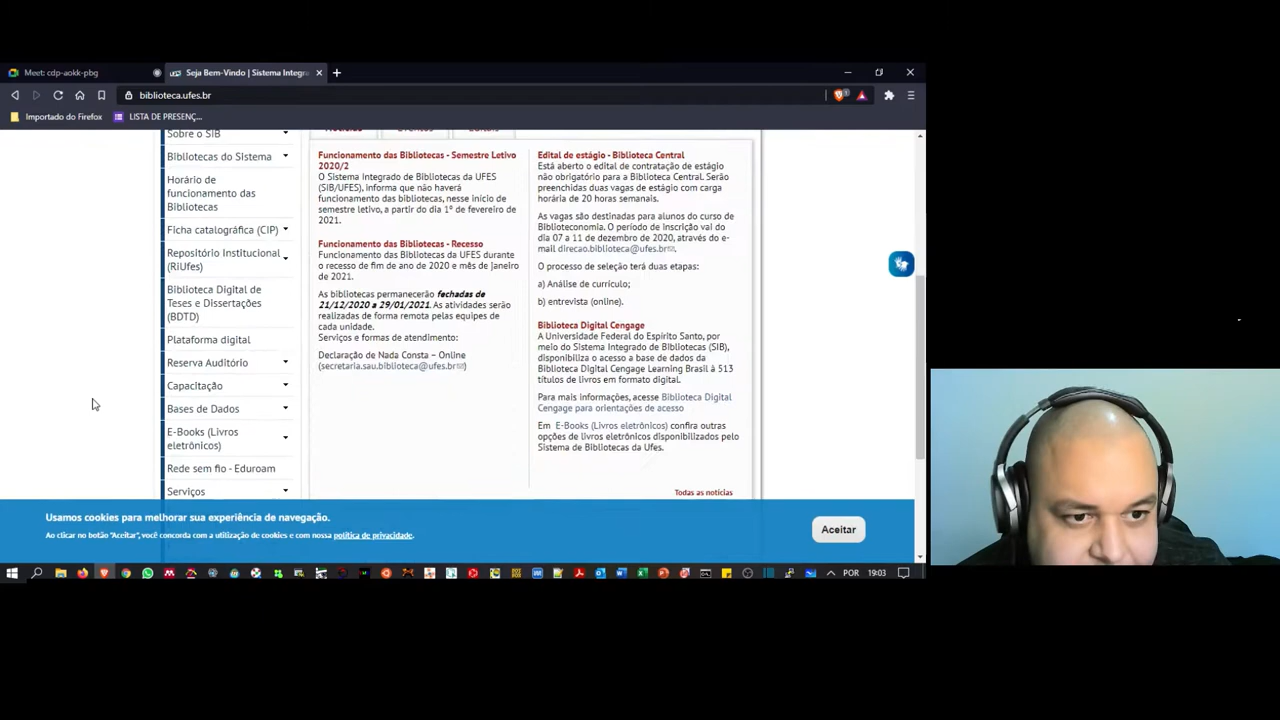 Meet: cdp-aokk-pbg
Seja Bem-Vindo | Sistema Integra
biblioteca.ufes.br
Importado do Firefox
LISTA DE PRESENÇ
Sobre o SIB
Bibliotecas do Sistema
Horário de
funcionamento das
Bibliotecas
Ficha catalográfica (CIP)
Repositório Institucional
(RiUfes)
Biblioteca Digital de
Teses e Dissertações
(BDTD)
Plataforma digital
Reserva Auditório
Capacitação
Bases de Dados
E-Books (Livros
eletrônicos)
Rede sem fio - Eduroam
Serviços
Funcionamento das Bibliotecas - Semestre Letivo
2020/2
O Sistema Integrado de Bibliotecas da UFES
(SIB/UFES), informa que não haverá
funcionamento das bibliotecas, nesse início de
semestre letivo, a partir do dia 1º de fevereiro de
2021.
Funcionamento das Bibliotecas - Recesso
Funcionamento das Bibliotecas da UFES durante
o recesso de fim de ano de 2020 e mês de janeiro
de 2021.
As bibliotecas permanecerão fechadas de
21/12/2020 a 29/01/2021. As atividades serão
realizadas de forma remota pelas equipes de
cada unidade.
Serviços e formas de atendimento:
Declaração de Nada Consta – Online
(secretaria.sau.biblioteca@ufes.br)
Edital de estágio - Biblioteca Central
Está aberto o edital de contratação de estágio
não obrigatório para a Biblioteca Central. Serão
preenchidas duas vagas de estágio com carga
horária de 20 horas semanais.
As vagas são destinadas para alunos do curso de
Biblioteconomia. O período de inscrição vai do
dia 07 a 11 de dezembro de 2020, através do e-
mail direcao.biblioteca@ufes.br.
O processo de seleção terá duas etapas:
a) Análise de currículo;
b) entrevista (online).
Biblioteca Digital Cengage
A Universidade Federal do Espírito Santo, por
meio do Sistema Integrado de Bibliotecas (SIB),
disponibiliza o acesso a base de dados da
Biblioteca Digital Cengage Learning Brasil à 513
títulos de livros em formato digital.
Para mais informações, acesse Biblioteca Digital
Cengage para orientações de acesso
Em E-Books (Livros eletrônicos) confira outras
opções de livros eletrônicos disponibilizados pelo
Sistema de Bibliotecas da Ufes.
Todas as notícias
Usamos cookies para melhorar sua experiência de navegação.
Ao clicar no botão "Aceitar", você concorda com a utilização de cookies e com nossa política de privacidade.
Aceitar
POR
19:03